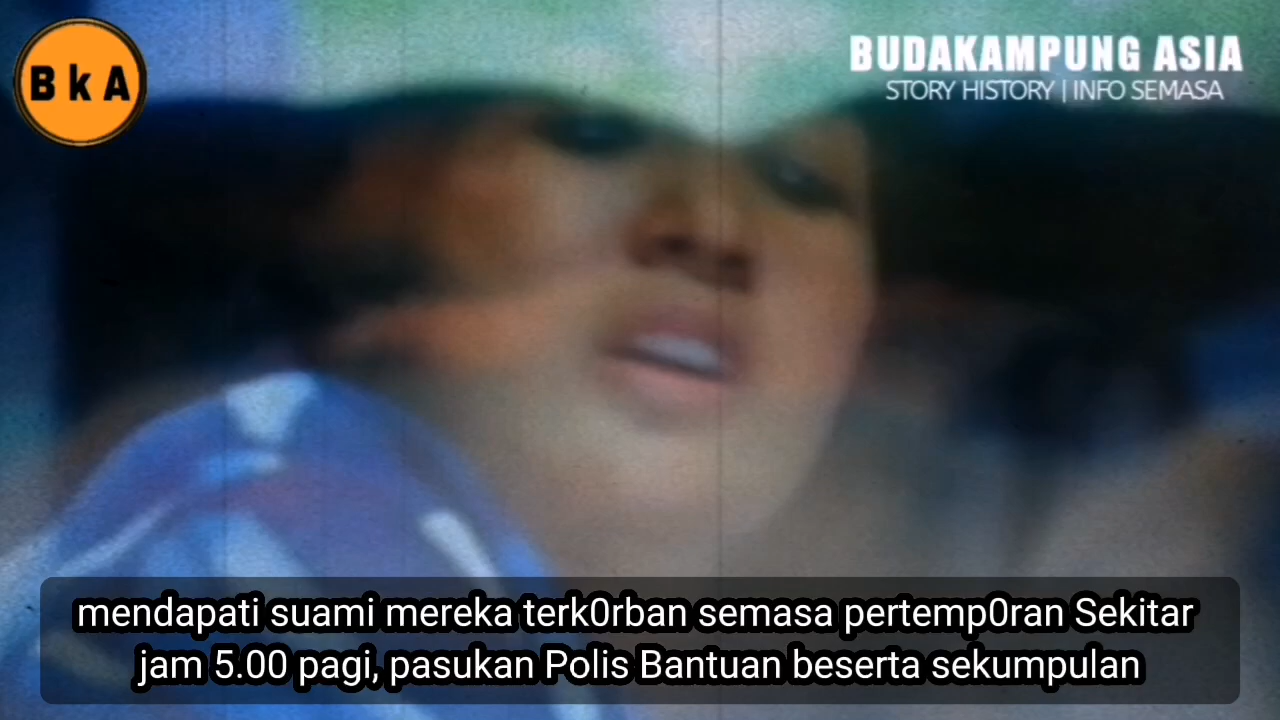 BkA
BUDAKAMPUNG ASIA
STORY HISTORY | INFO SEMASA
mendapati suami mereka terk0rban semasa pertemp0ran Sekitar
jam 5.00 pagi, pasukan Polis Bantuan beserta sekumpulan